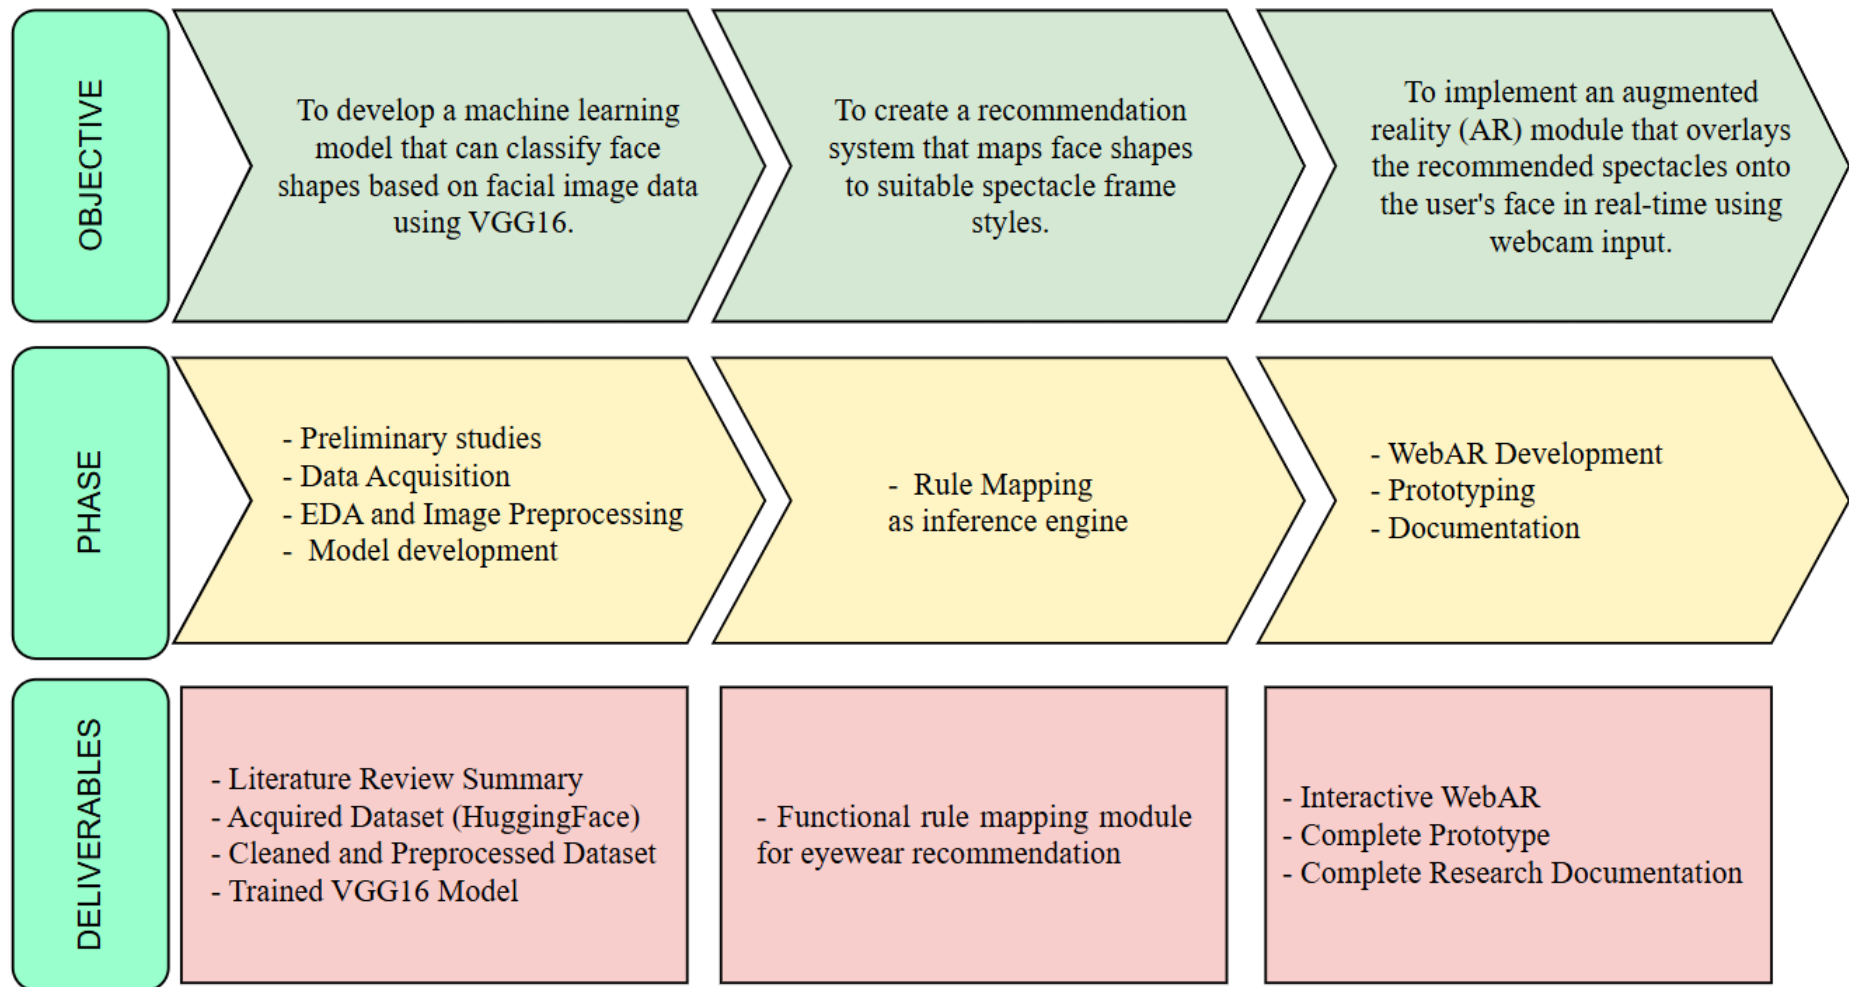 OBJECTIVE
To develop a machine learning
model that can classify face
shapes based on facial image data
using VGG16.
To create a recommendation
system that maps face shapes
to suitable spectacle frame
styles.
To implement an augmented
reality (AR) module that overlays
the recommended spectacles onto
the user's face in real-time using
webcam input.
PHASE
- Preliminary studies
- Data Acquisition
- EDA and Image Preprocessing
- Model development
- Rule Mapping
as inference engine
- WebAR Development
- Prototyping
- Documentation
DELIVERABLES
- Literature Review Summary
- Acquired Dataset (HuggingFace)
- Cleaned and Preprocessed Dataset
- Trained VGG16 Model
- Functional rule mapping module
for eyewear recommendation
- Interactive WebAR
- Complete Prototype
- Complete Research Documentation